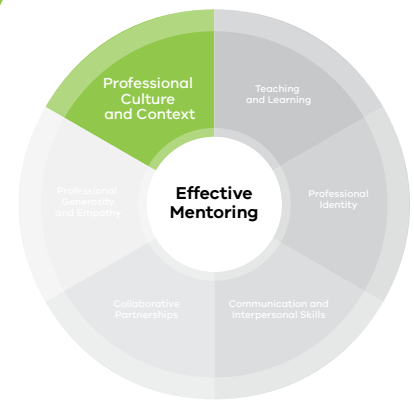 Professional
Culture
and Context
Teaching
and Learning
Professional
Identity
Communication and
Interpersonal Skills
Collaborative
Partnerships
Professional
Generosity
and Empathy
Effective
Mentoring